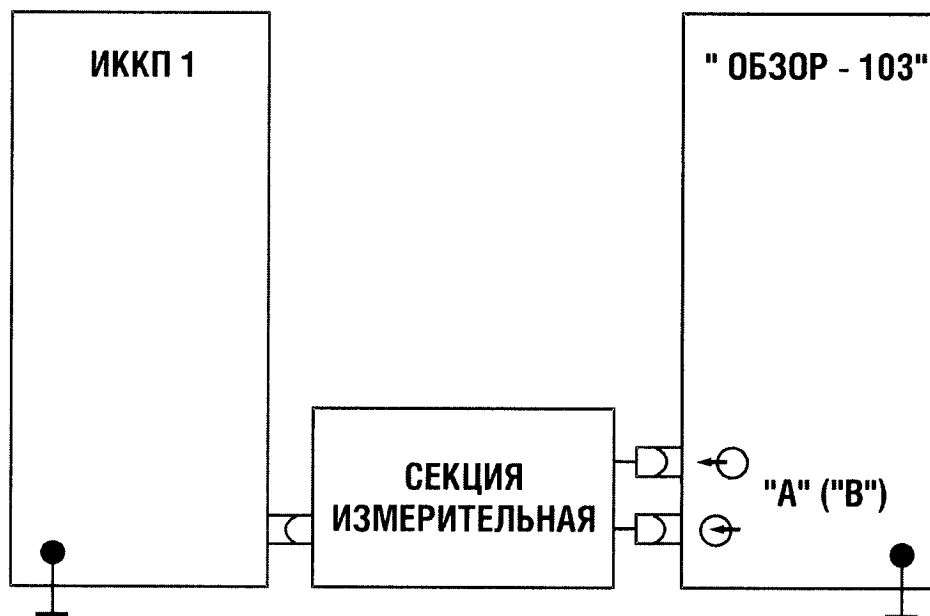 ИККП 1
" ОБЗОР - 103"
СЕКЦИЯ
ИЗМЕРИТЕЛЬНАЯ
"А" ("В")